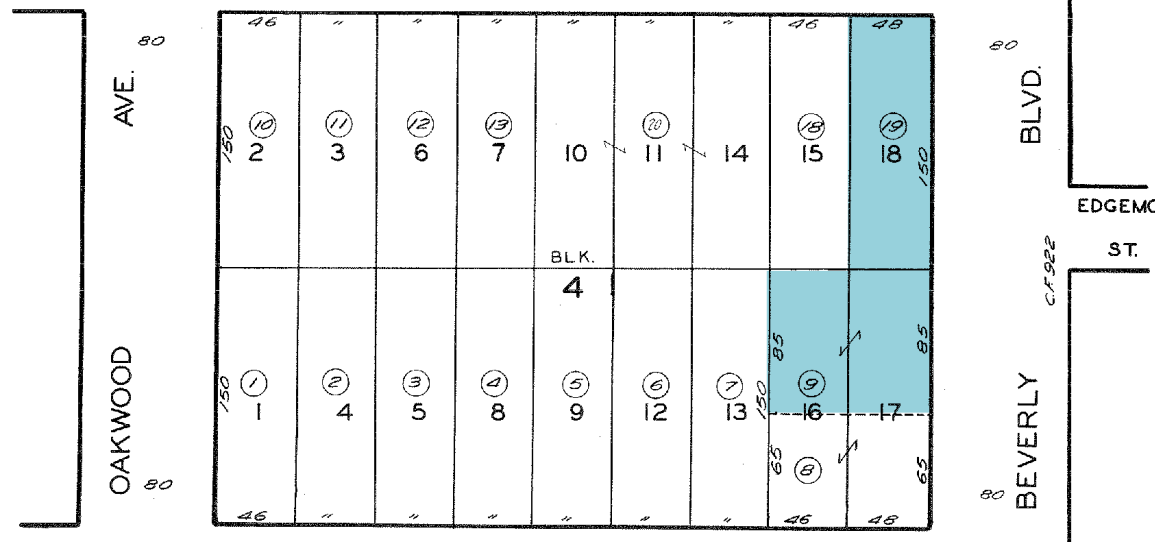 46 " " " " " " 46 48
80
80
AVE.
BLVD.
10 11 12 13 20 18 19
150 2 3 6 7 10 11 14 15 18 150
EDGEMO
ST.
C.F. 922
BLK.
4
85 85
OAKWOOD
BEVERLY
1 2 3 4 5 6 7 9
150 1 4 5 8 9 12 13 150 16 17
65 8 65
80
80
46 " " " " " " 46 48